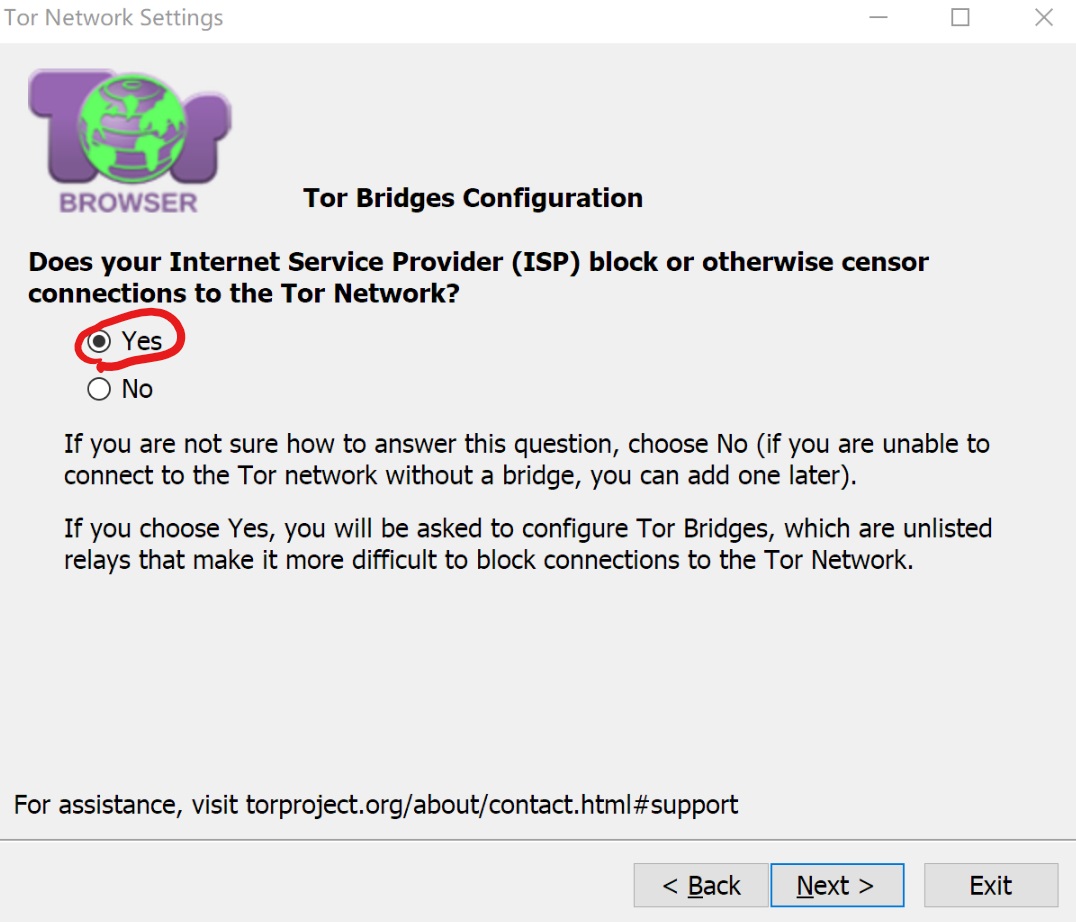 Tor Network Settings
Tor
BROWSER
Tor Bridges Configuration
Does your Internet Service Provider (ISP) block or otherwise censor
connections to the Tor Network?
Yes
No
If you are not sure how to answer this question, choose No (if you are unable to
connect to the Tor network without a bridge, you can add one later).
If you choose Yes, you will be asked to configure Tor Bridges, which are unlisted
relays that make it more difficult to block connections to the Tor Network.
For assistance, visit torproject.org/about/contact.html#support
< Back Next > Exit